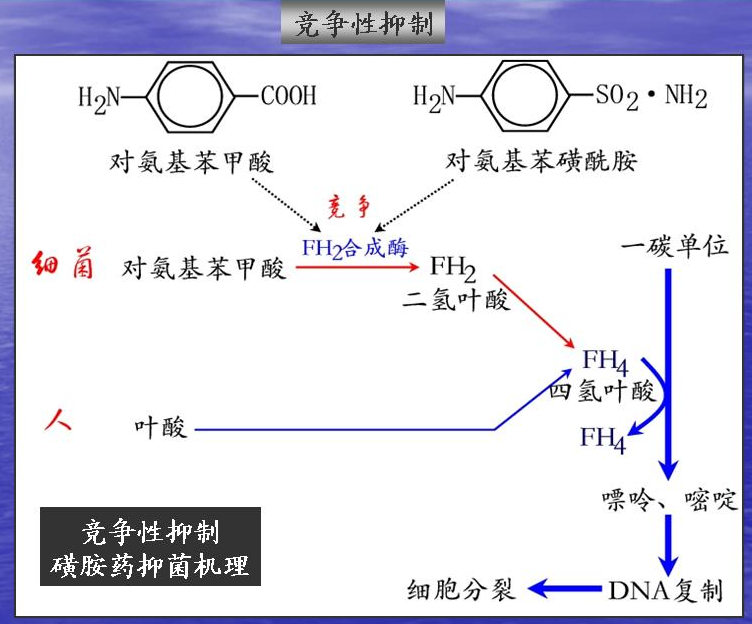 竞争性抑制
H₂N COOH
H₂N SO₂·NH₂
对氨基苯甲酸
对氨基苯磺酰胺
竞争
细菌
对氨基苯甲酸
FH₂合成酶
FH₂
二氢叶酸
一碳单位
FH₄
四氢叶酸
人
叶酸
FH₄
嘌呤、嘧啶
竞争性抑制
磺胺药抑菌机理
细胞分裂
DNA复制